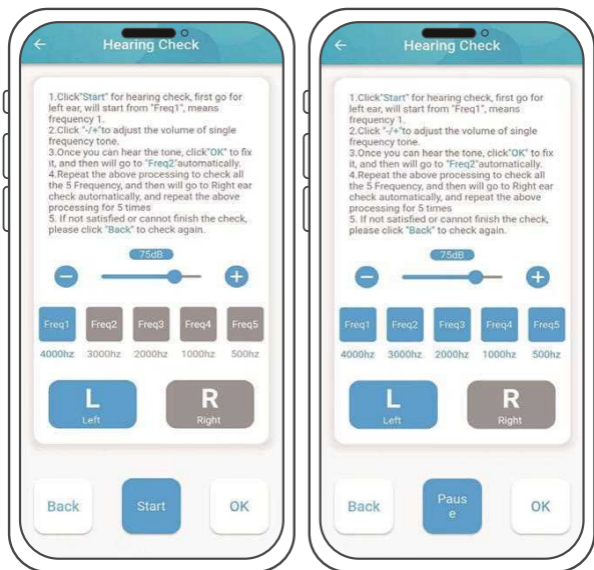 Hearing Check
1.Click"Start" for hearing check, first go for
left ear, will start from "Freq1", means
frequency 1.
2.Click "-/+"to adjust the volume of single
frequency tone.
3.Once you can hear the tone, click"OK" to fix
it, and then will go to "Freq2"automatically.
4.Repeat the above processing to check all
the 5 Frequency, and then will go to Right ear
check automatically, and repeat the above
processing for 5 times
5. If not satisfied or cannot finish the check,
please click "Back" to check again.
75dB
Freq1 Freq2 Freq3 Freq4 Freq5
4000hz 3000hz 2000hz 1000hz 500hz
L R
Left Right
Back Start OK
Hearing Check
1.Click"Start" for hearing check, first go for
left ear, will start from "Freq1", means
frequency 1.
2.Click "-/+"to adjust the volume of single
frequency tone.
3.Once you can hear the tone, click"OK" to fix
it, and then will go to "Freq2"automatically.
4.Repeat the above processing to check all
the 5 Frequency, and then will go to Right ear
check automatically, and repeat the above
processing for 5 times
5. If not satisfied or cannot finish the check,
please click "Back" to check again.
75dB
Freq1 Freq2 Freq3 Freq4 Freq5
4000hz 3000hz 2000hz 1000hz 500hz
L R
Left Right
Back Paus OK
e